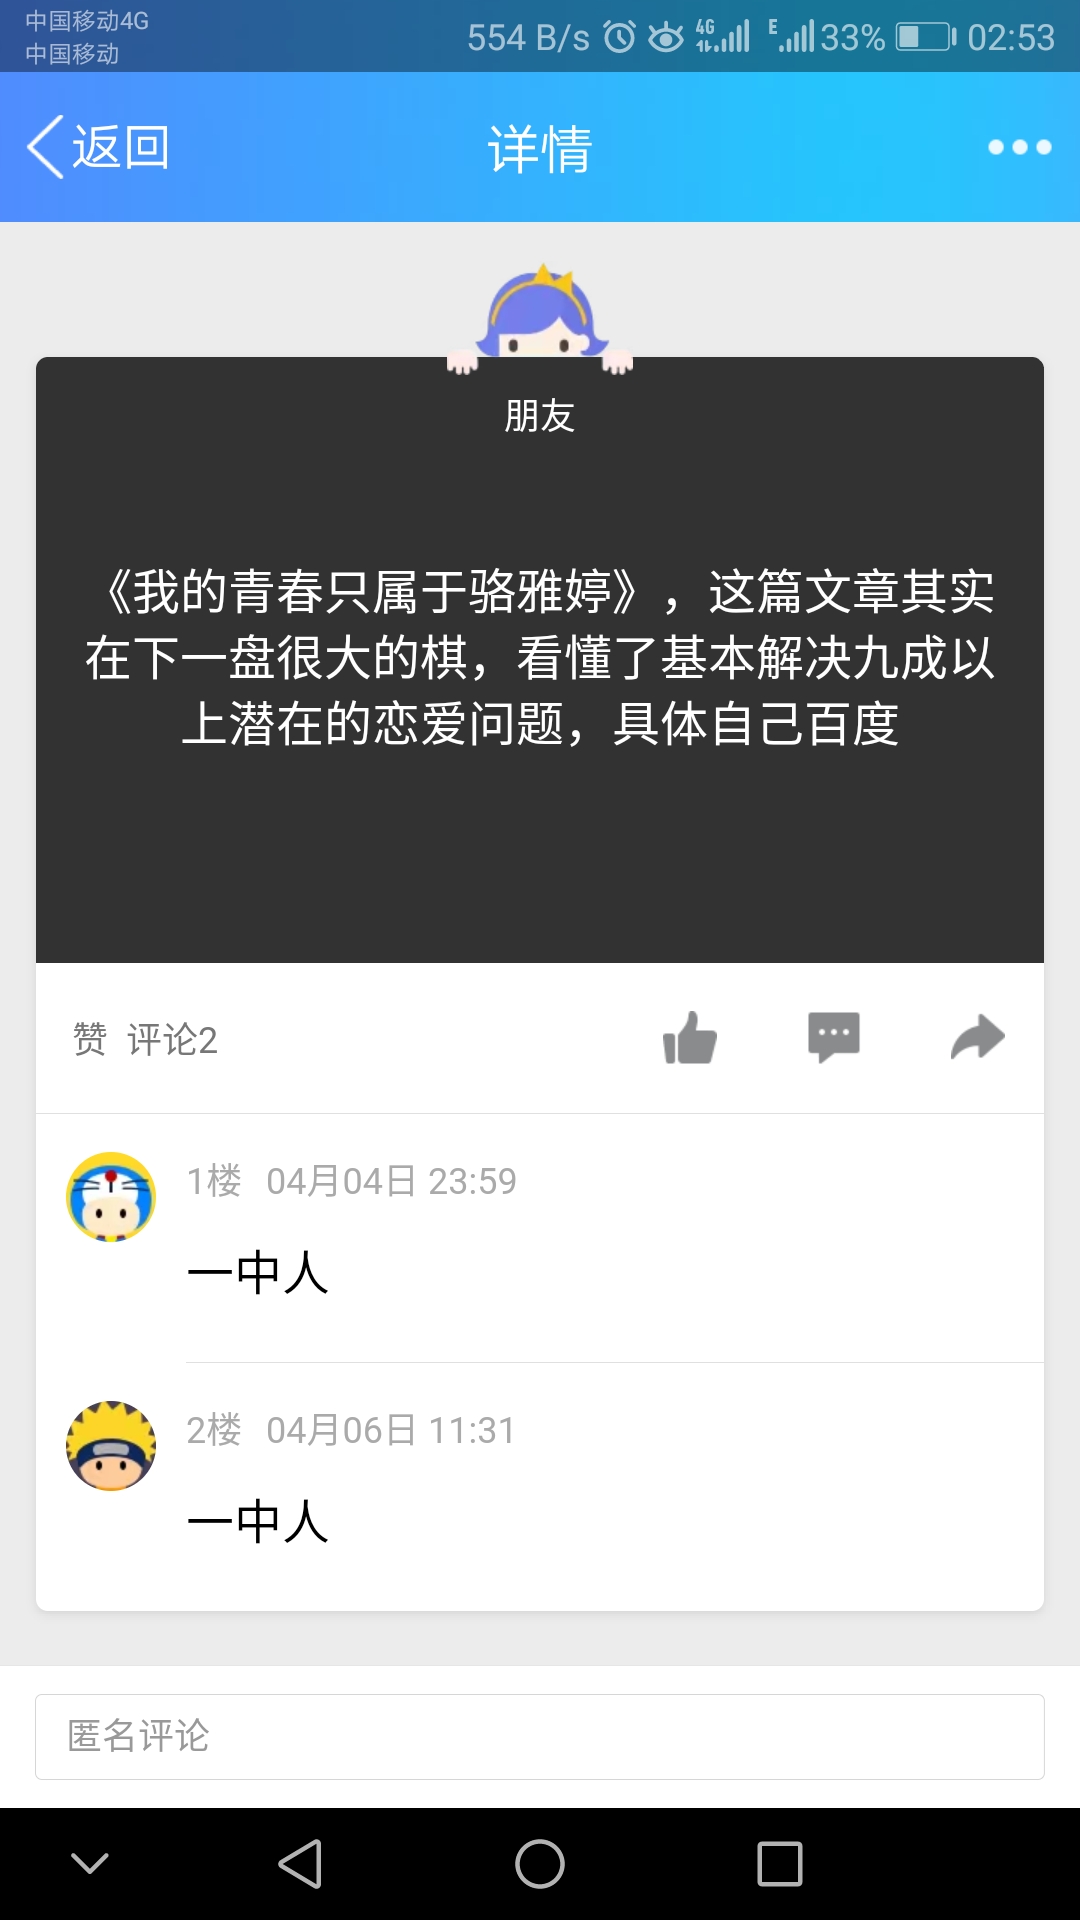 中国移动4G
中国移动
554 B/s 4G E 33% 02:53
返回 详情
朋友
《我的青春只属于骆雅婷》，这篇文章其实
在下一盘很大的棋，看懂了基本解决九成以
上潜在的恋爱问题，具体自己百度
赞 评论2
1楼 04月04日 23:59
一中人
2楼 04月06日 11:31
一中人
匿名评论